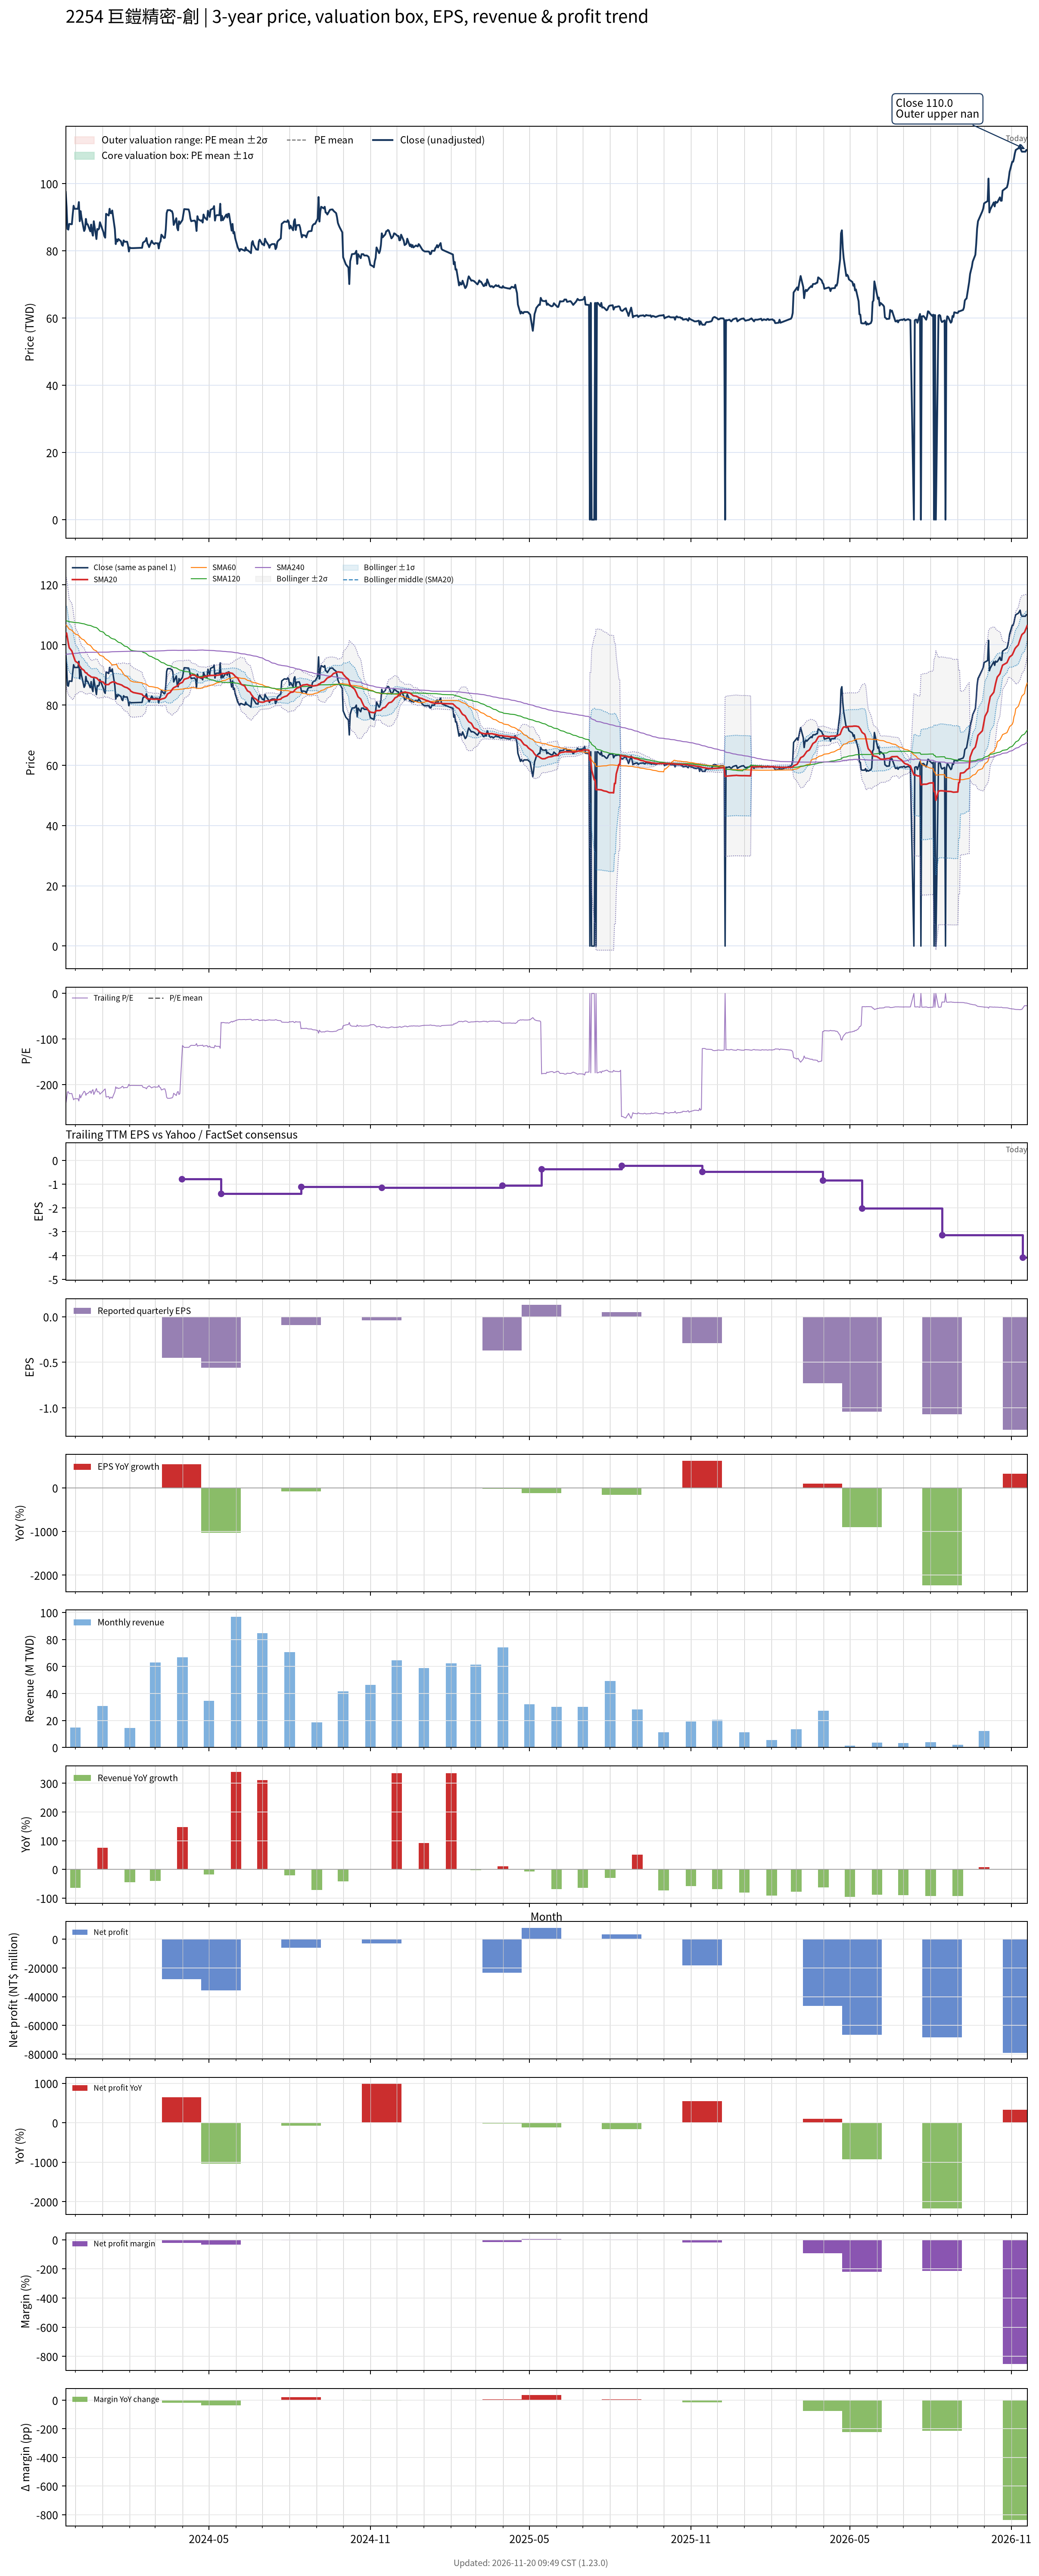 2254 巨鎧精密-創 | 3-year price, valuation box, EPS, revenue & profit trend
Close 110.0
Outer upper nan
Today
Outer valuation range: PE mean ±2σ
Core valuation box: PE mean ±1σ
PE mean
Close (unadjusted)
Price (TWD)
100
80
60
40
20
0
Close (same as panel 1)
SMA20
SMA60
SMA120
SMA240
Bollinger ±2σ
Bollinger ±1σ
Bollinger middle (SMA20)
Price
120
100
80
60
40
20
0
Trailing P/E
P/E mean
P/E
0
-100
-200
Trailing TTM EPS vs Yahoo / FactSet consensus
Today
EPS
0
-1
-2
-3
-4
-5
Reported quarterly EPS
EPS
0.0
-0.5
-1.0
EPS YoY growth
YoY (%)
0
-1000
-2000
Monthly revenue
Revenue (M TWD)
100
80
60
40
20
0
Revenue YoY growth
YoY (%)
300
200
100
0
-100
Month
Net profit
Net profit (NT$ million)
0
-20000
-40000
-60000
-80000
Net profit YoY
YoY (%)
1000
0
-1000
-2000
Net profit margin
Margin (%)
0
-200
-400
-600
-800
Margin YoY change
Δ margin (pp)
0
-200
-400
-600
-800
2024-05
2024-11
2025-05
2025-11
2026-05
2026-11
Updated: 2026-11-20 09:49 CST (1.23.0)